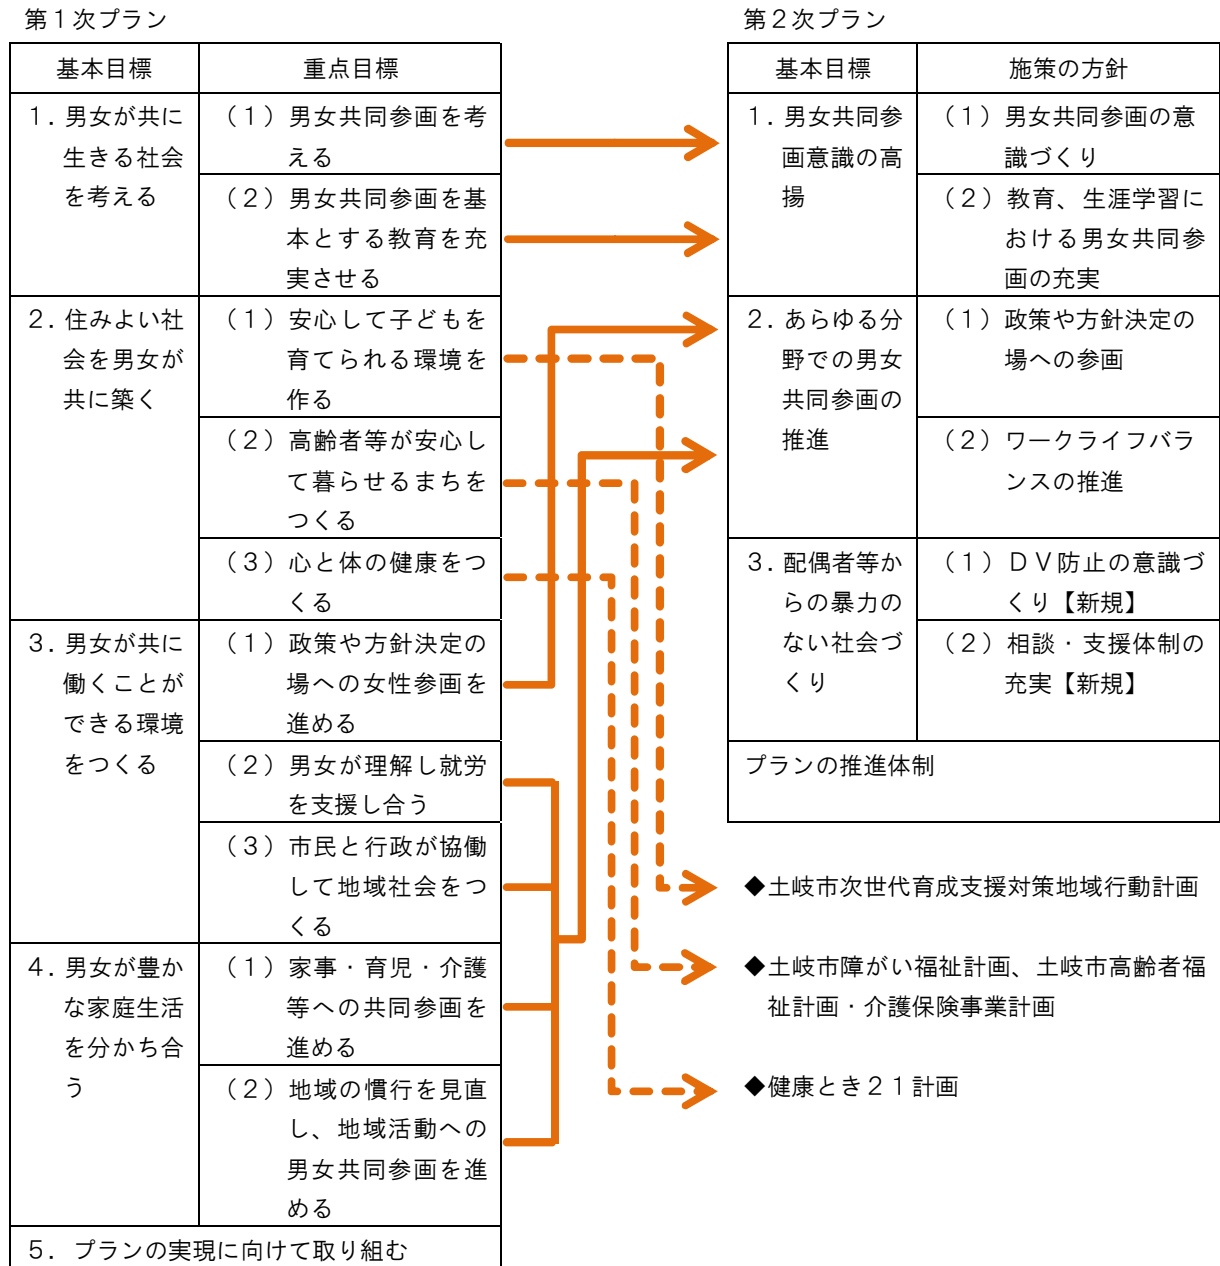 第１次プラン
基本目標
重点目標
１．男女が共に
生きる社会
を考える
（１）男女共同参画を考
える
（２）男女共同参画を基
本とする教育を充
実させる
２．住みよい社
会を男女が
共に築く
（１）安心して子どもを
育てられる環境を
作る
（２）高齢者等が安心し
て暮らせるまちを
つくる
（３）心と体の健康をつ
くる
３．男女が共に
働くことが
できる環境
をつくる
（１）政策や方針決定の
場への女性参画を
進める
（２）男女が理解し就労
を支援し合う
（３）市民と行政が協働
して地域社会をつ
くる
４．男女が豊か
な家庭生活
を分かち合
う
（１）家事・育児・介護
等への共同参画を
進める
（２）地域の慣行を見直
し、地域活動への
男女共同参画を進
める
５．プランの実現に向けて取り組む
第２次プラン
基本目標
施策の方針
１．男女共同参
画意識の高
揚
（１）男女共同参画の意
識づくり
（２）教育、生涯学習に
おける男女共同参
画の充実
２．あらゆる分
野での男女
共同参画の
推進
（１）政策や方針決定の
場への参画
（２）ワークライフバラ
ンスの推進
３．配偶者等か
らの暴力の
ない社会づ
くり
（１）ＤＶ防止の意識づ
くり【新規】
（２）相談・支援体制の
充実【新規】
プランの推進体制
◆土岐市次世代育成支援対策地域行動計画
◆土岐市障がい福祉計画、土岐市高齢者福
祉計画・介護保険事業計画
◆健康とき２１計画